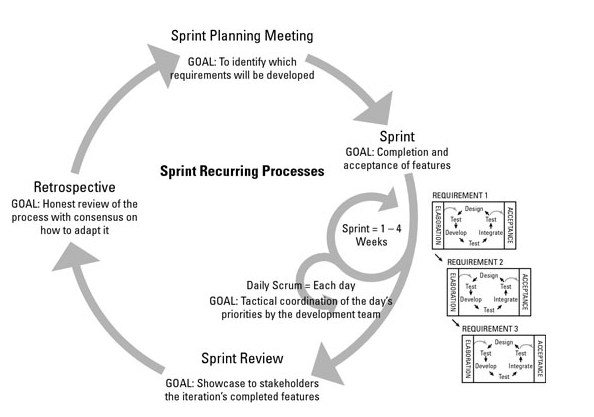 Sprint Planning Meeting
GOAL: To identify which
requirements will be developed
Sprint
GOAL: Completion and
acceptance of features
Sprint Recurring Processes
Retrospective
GOAL: Honest review of the
process with consensus on
how to adapt it
Sprint = 1 – 4
Weeks
Daily Scrum = Each day
GOAL: Tactical coordination of the day's
priorities by the development team
Sprint Review
GOAL: Showcase to stakeholders
the iteration's completed features
REQUIREMENT 1
ELABORATION
Design
Test
Test
Develop
Integrate
Test
ACCEPTANCE
REQUIREMENT 2
ELABORATION
Design
Test
Test
Develop
Integrate
Test
ACCEPTANCE
REQUIREMENT 3
ELABORATION
Design
Test
Test
Develop
Integrate
Test
ACCEPTANCE